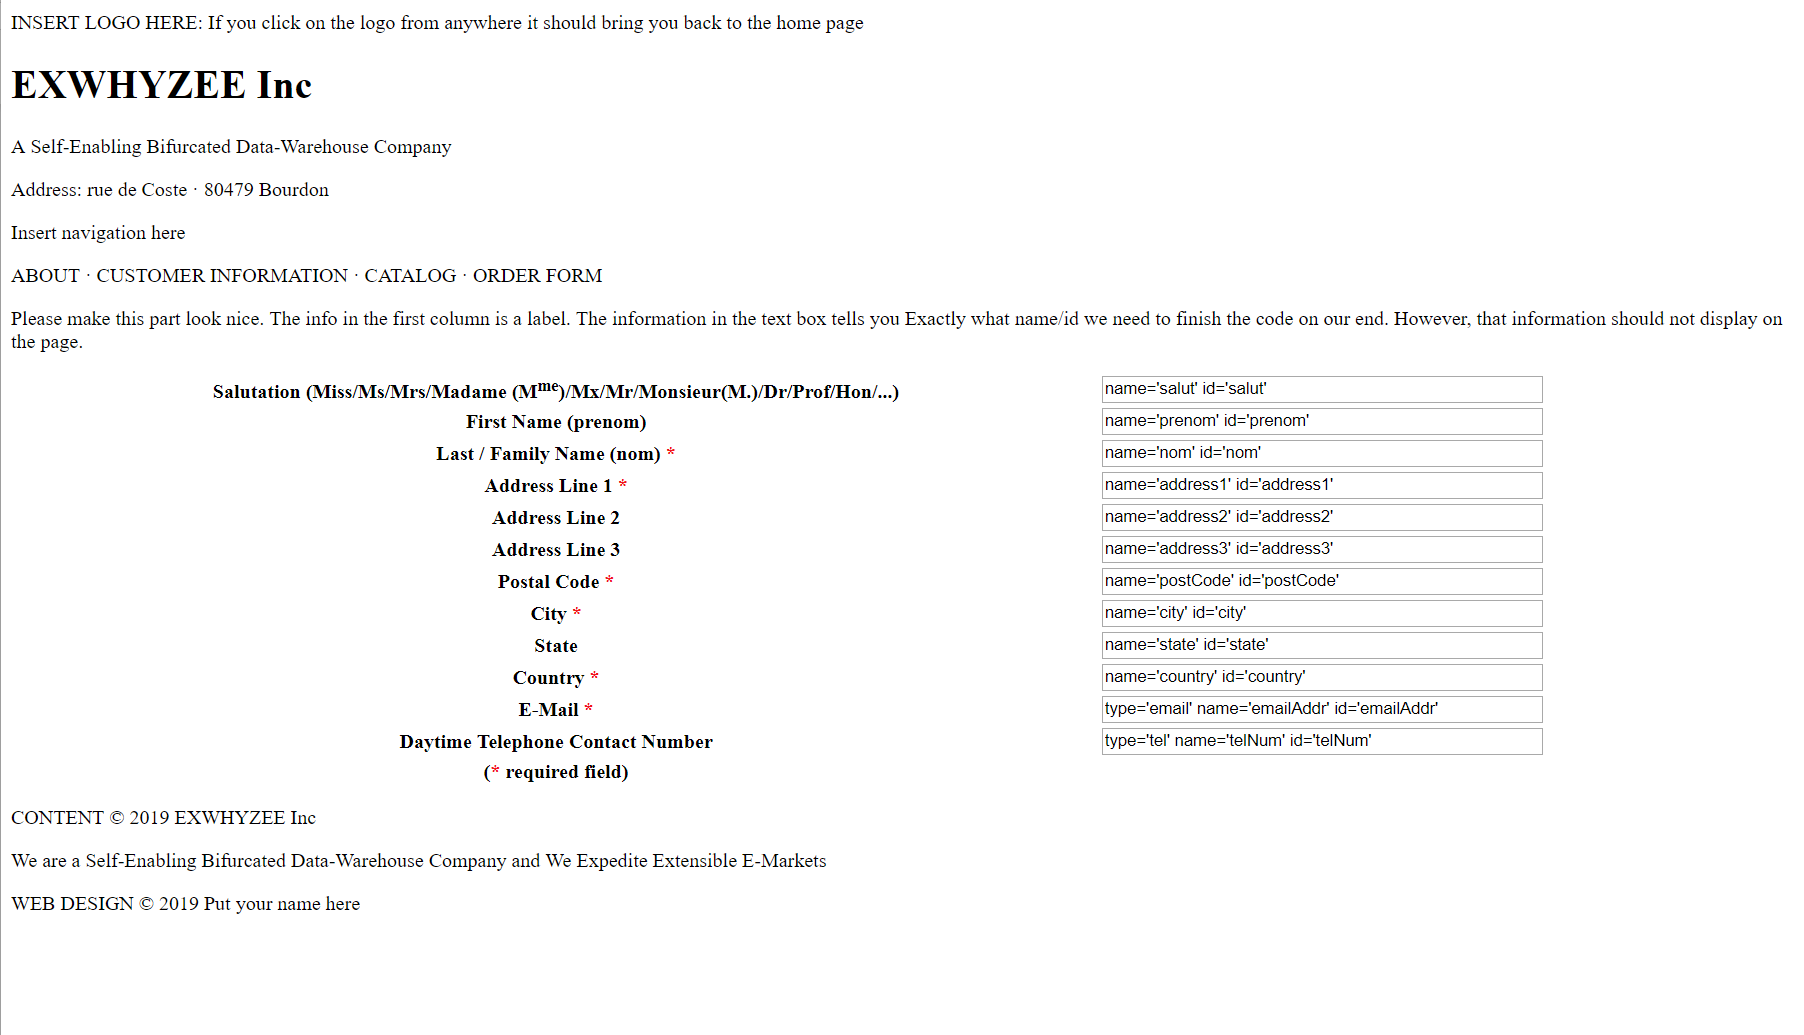 INSERT LOGO HERE: If you click on the logo from anywhere it should bring you back to the home page
EXWHYZEE Inc
A Self-Enabling Bifurcated Data-Warehouse Company
Address: rue de Coste · 80479 Bourdon
Insert navigation here
ABOUT · CUSTOMER INFORMATION · CATALOG · ORDER FORM
Please make this part look nice. The info in the first column is a label. The information in the text box tells you Exactly what name/id we need to finish the code on our end. However, that information should not display on
the page.
Salutation (Miss/Ms/Mrs/Madame (Mme)/Mx/Mr/Monsieur(M.)/Dr/Prof/Hon/...) name='salut' id='salut'
First Name (prenom) name='prenom' id='prenom'
Last / Family Name (nom) * name='nom' id='nom'
Address Line 1 * name='address1' id='address1'
Address Line 2 name='address2' id='address2'
Address Line 3 name='address3' id='address3'
Postal Code * name='postCode' id='postCode'
City * name='city' id='city'
State name='state' id='state'
Country * name='country' id='country'
E-Mail * type='email' name='emailAddr' id='emailAddr'
Daytime Telephone Contact Number type='tel' name='telNum' id='telNum'
(* required field)
CONTENT © 2019 EXWHYZEE Inc
We are a Self-Enabling Bifurcated Data-Warehouse Company and We Expedite Extensible E-Markets
WEB DESIGN © 2019 Put your name here